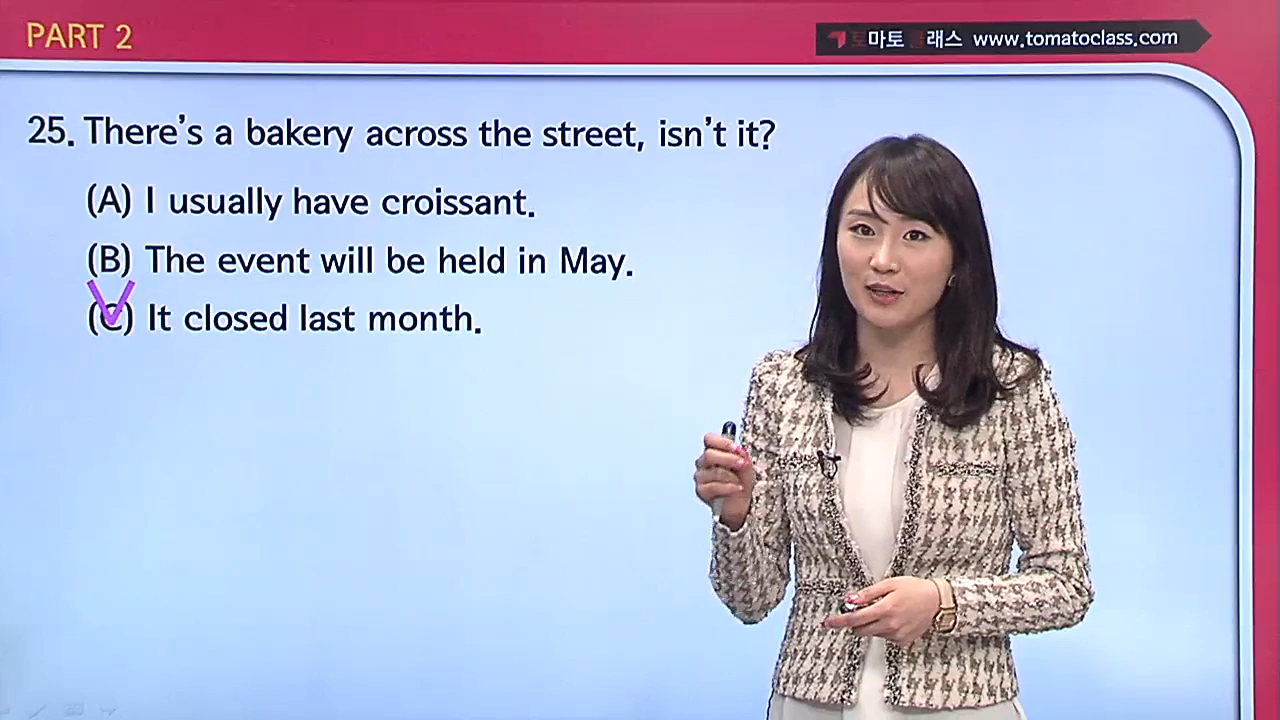 PART 2
토마토클래스 www.tomatoclass.com
25. There's a bakery across the street, isn't it?
(A) I usually have croissant.
(B) The event will be held in May.
(C) It closed last month.